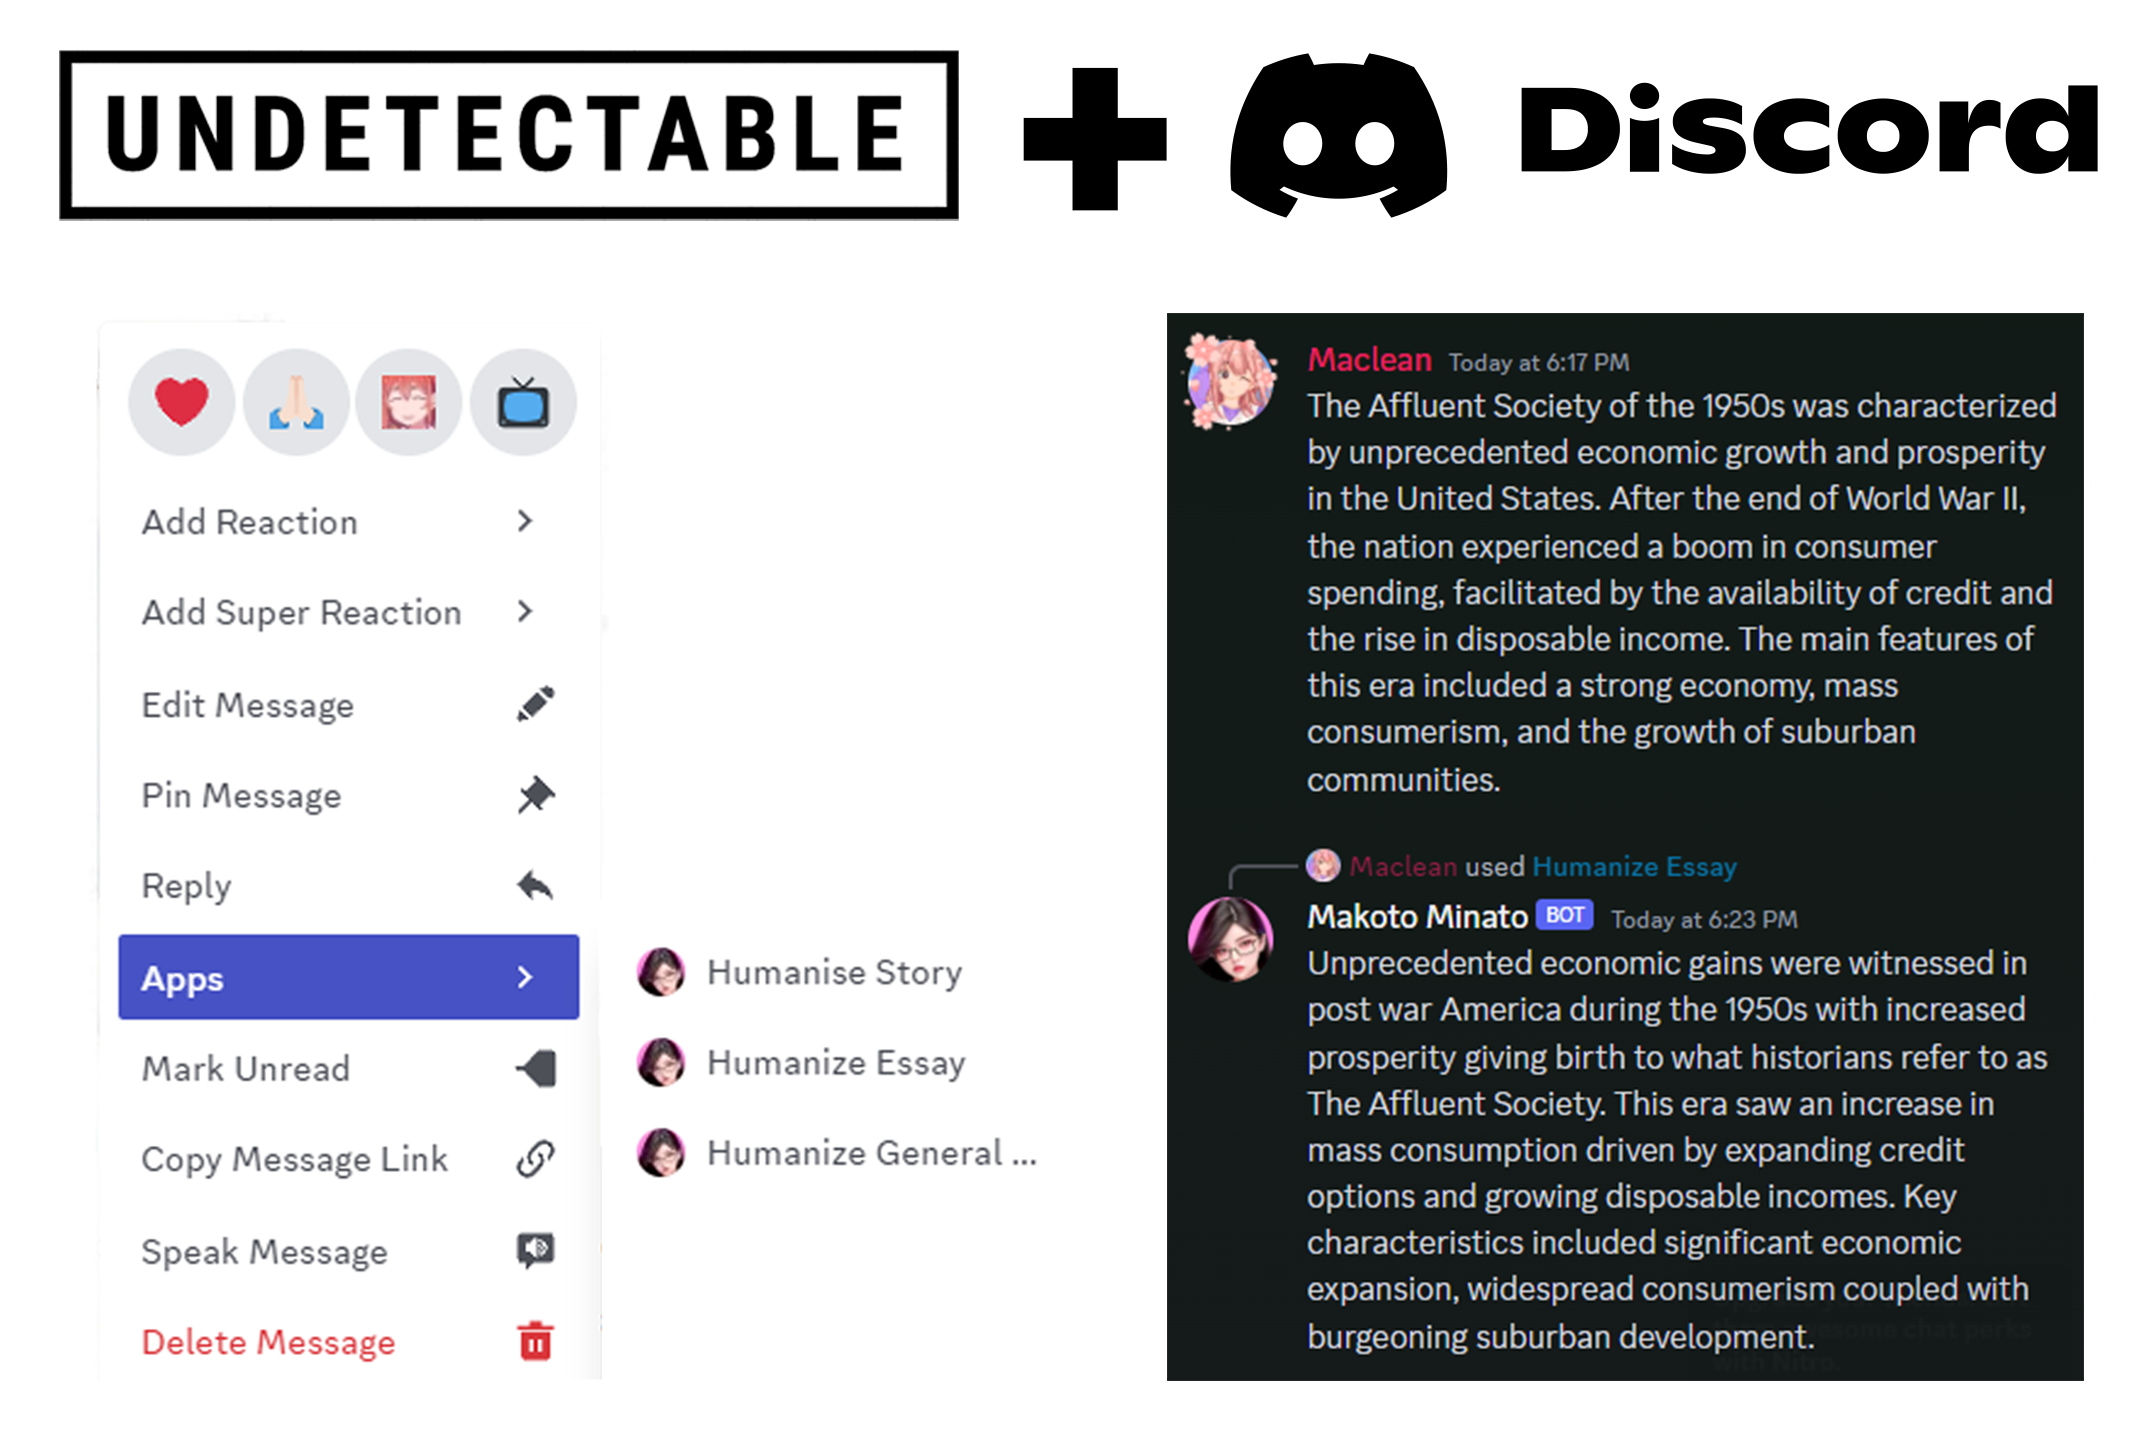 UNDETECTABLE
Discord
Add Reaction
Add Super Reaction
Edit Message
Pin Message
Reply
Apps
Mark Unread
Copy Message Link
Speak Message
Delete Message
Humanise Story
Humanize Essay
Humanize General ...
Maclean Today at 6:17 PM
The Affluent Society of the 1950s was characterized
by unprecedented economic growth and prosperity
in the United States. After the end of World War II,
the nation experienced a boom in consumer
spending, facilitated by the availability of credit and
the rise in disposable income. The main features of
this era included a strong economy, mass
consumerism, and the growth of suburban
communities.
Maclean used Humanize Essay
Makoto Minato BOT Today at 6:23 PM
Unprecedented economic gains were witnessed in
post war America during the 1950s with increased
prosperity giving birth to what historians refer to as
The Affluent Society. This era saw an increase in
mass consumption driven by expanding credit
options and growing disposable incomes. Key
characteristics included significant economic
expansion, widespread consumerism coupled with
burgeoning suburban development.
chat perks
with Nitro.